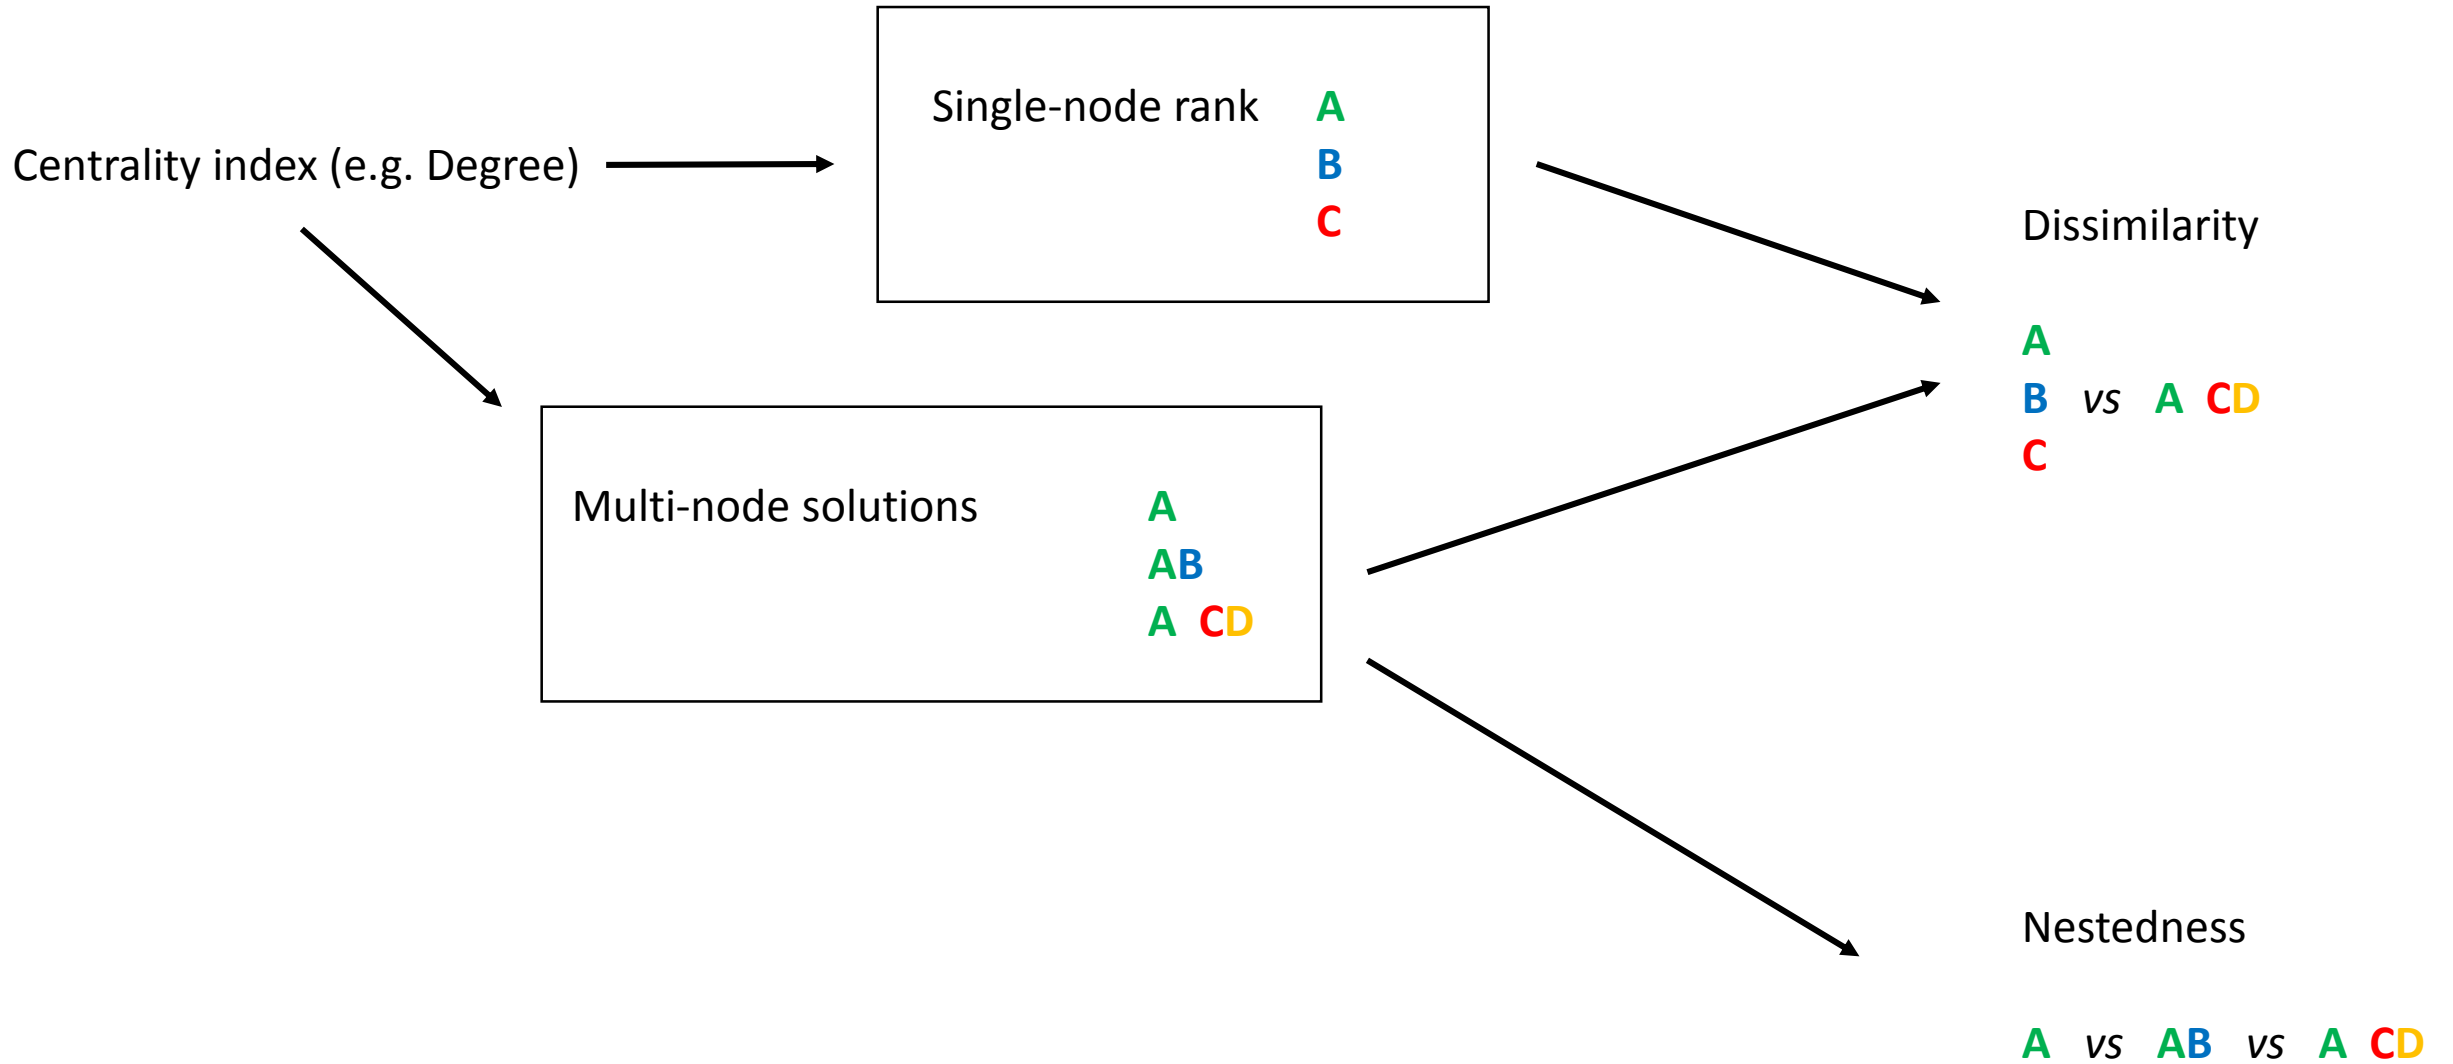 Centrality index (e.g. Degree)
Single-node rank A
B
C
Multi-node solutions A
AB
A CD
Dissimilarity
A
B vs A CD
C
Nestedness
A vs AB vs A CD